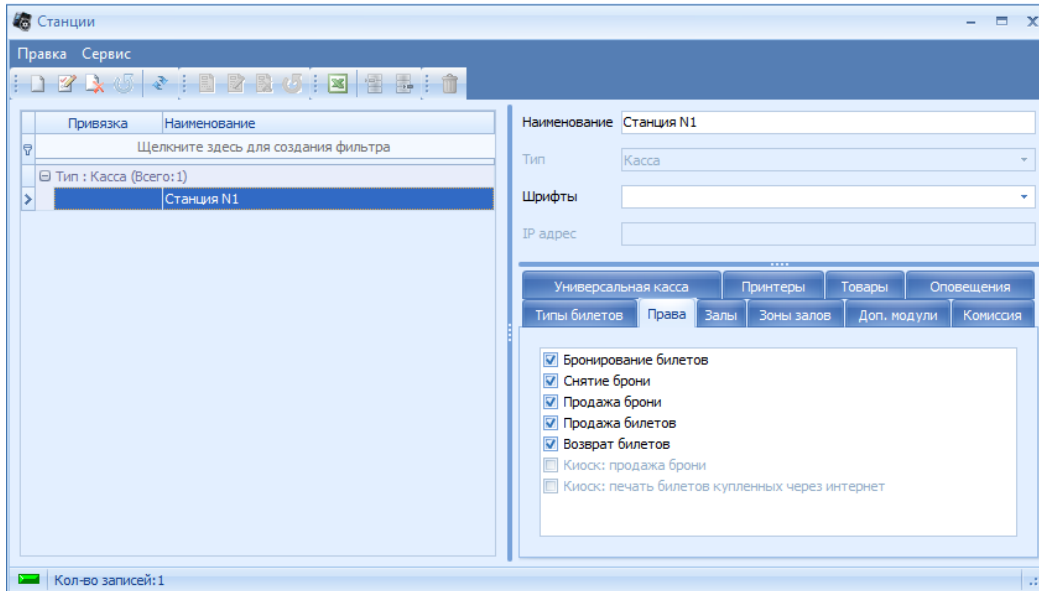 Станции
Правка Сервис
Привязка Наименование
Щелкните здесь для создания фильтра
Тип : Касса (Всего:1)
Станция N1
Наименование Станция N1
Тип Касса
Шрифты
IP адрес
Универсальная касса Принтеры Товары Оповещения
Типы билетов Права Залы Зоны залов Доп. модули Комиссия
Бронирование билетов
Снятие брони
Продажа брони
Продажа билетов
Возврат билетов
Киоск: продажа брони
Киоск: печать билетов купленных через интернет
Кол-во записей:1